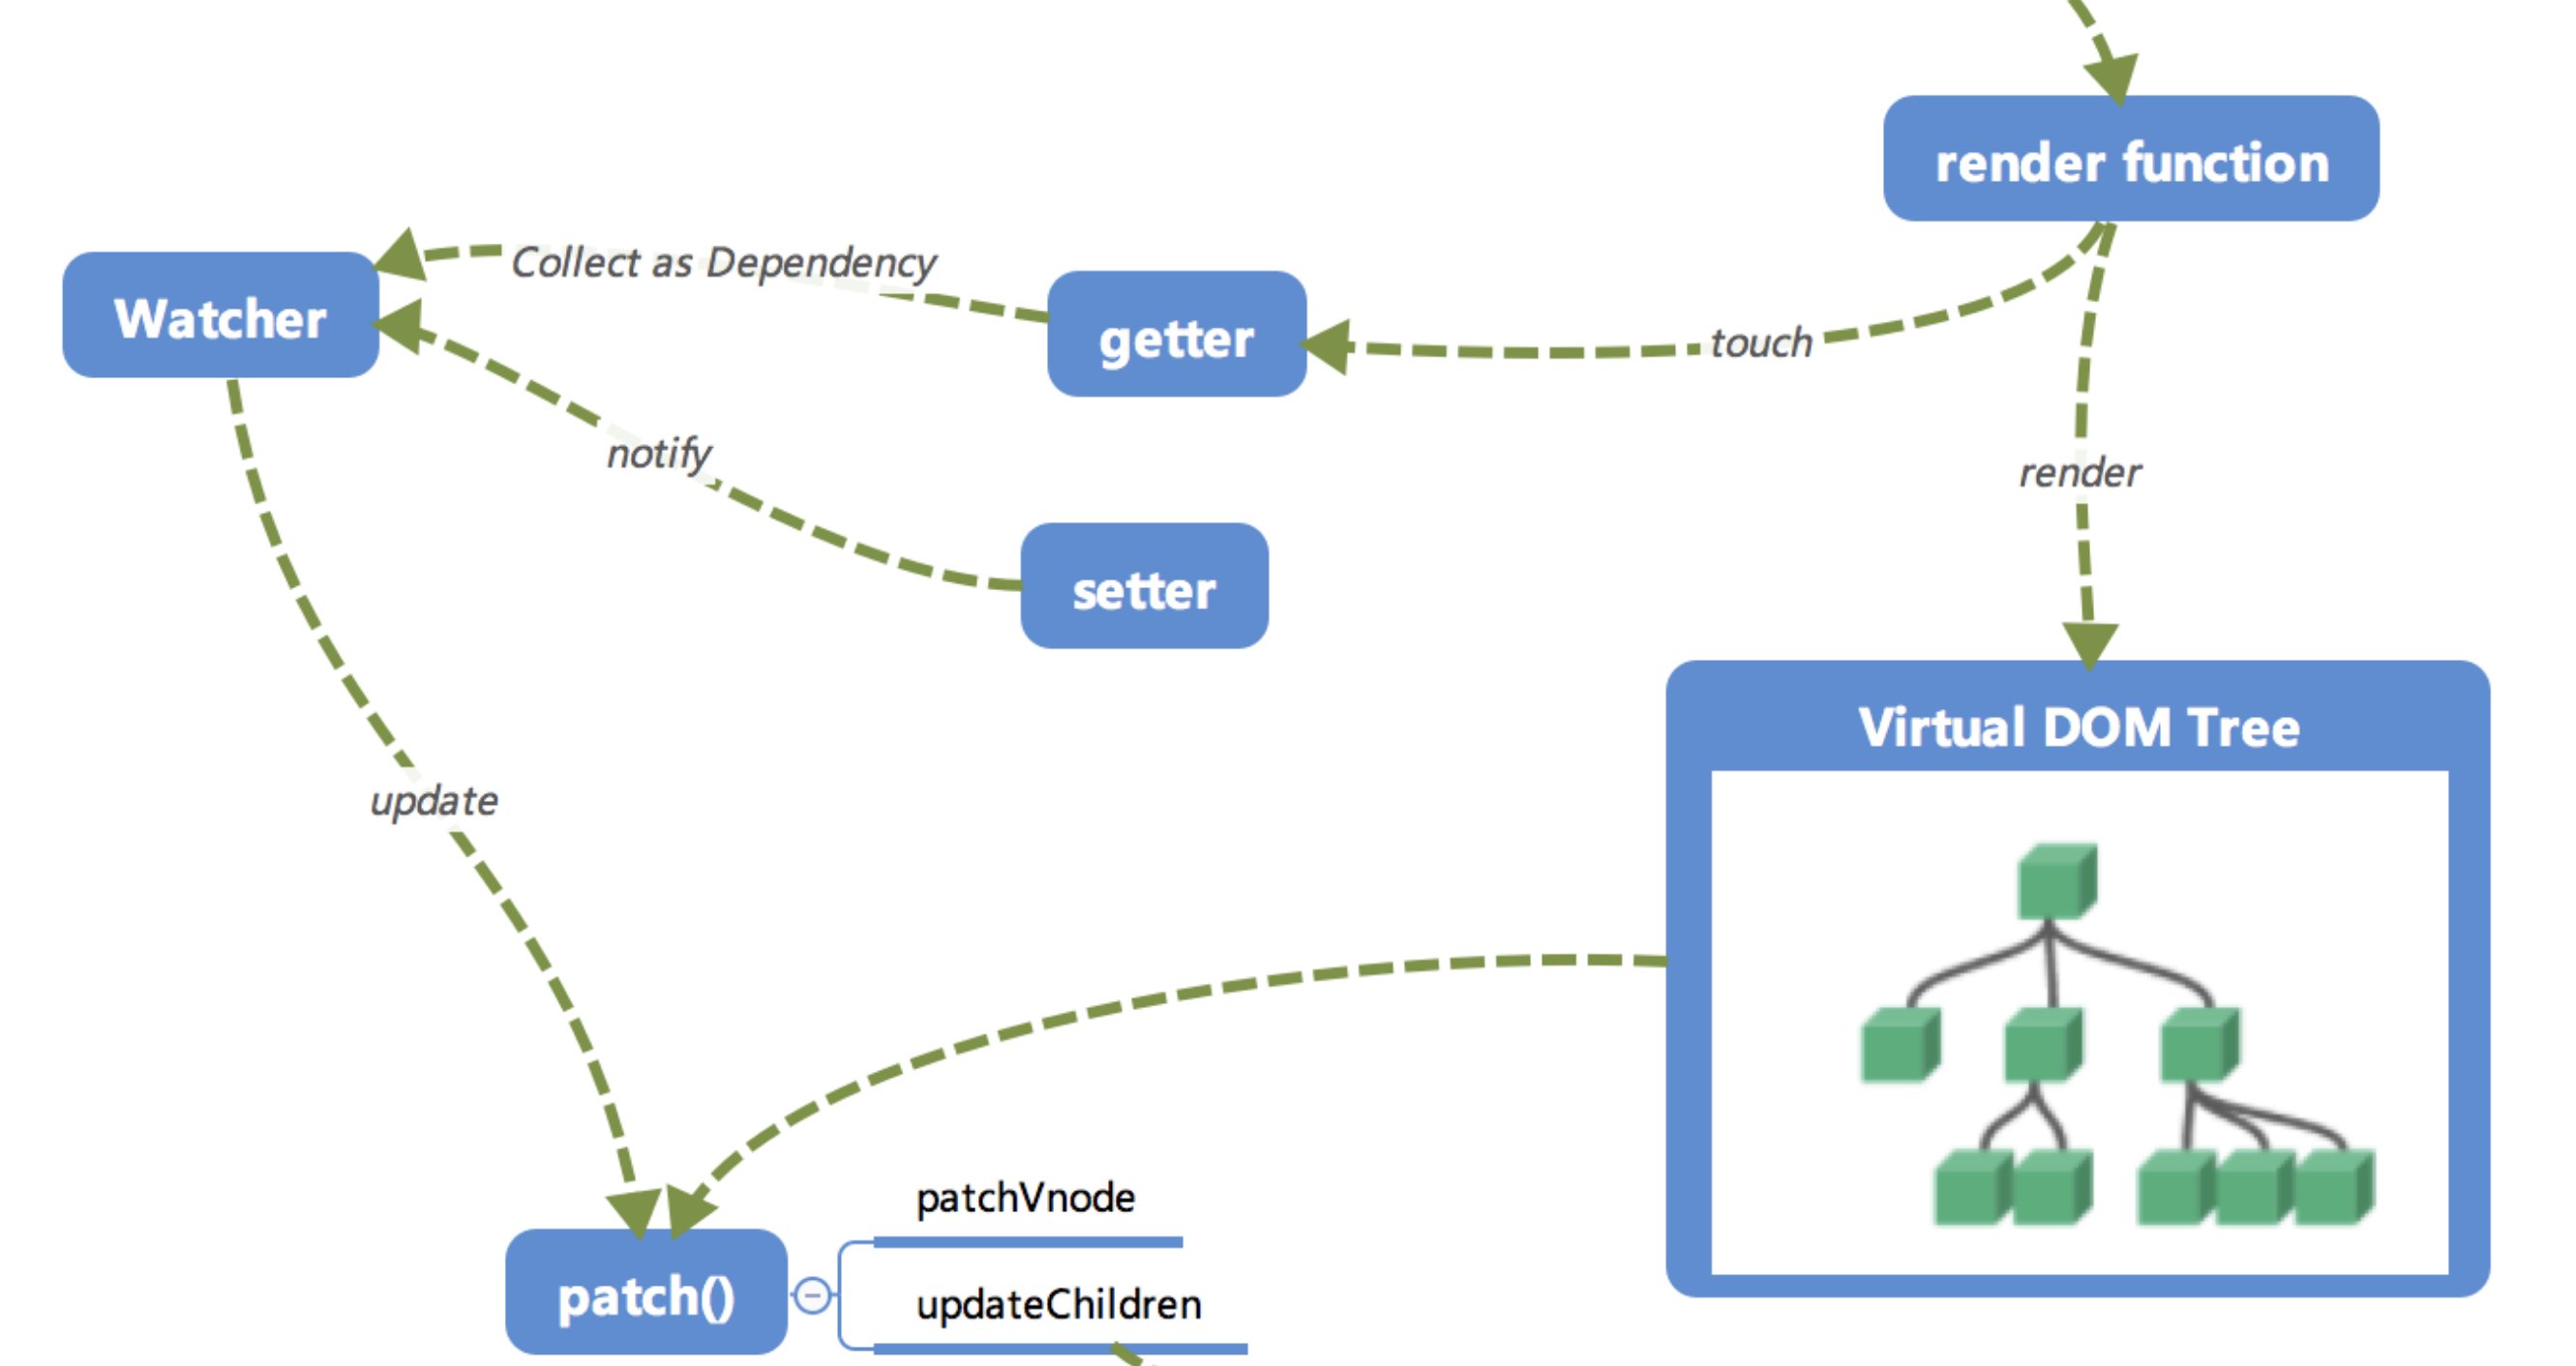 render function
Collect as Dependency
Watcher
getter
touch
notify
render
setter
Virtual DOM Tree
update
patchVnode
patch()
updateChildren